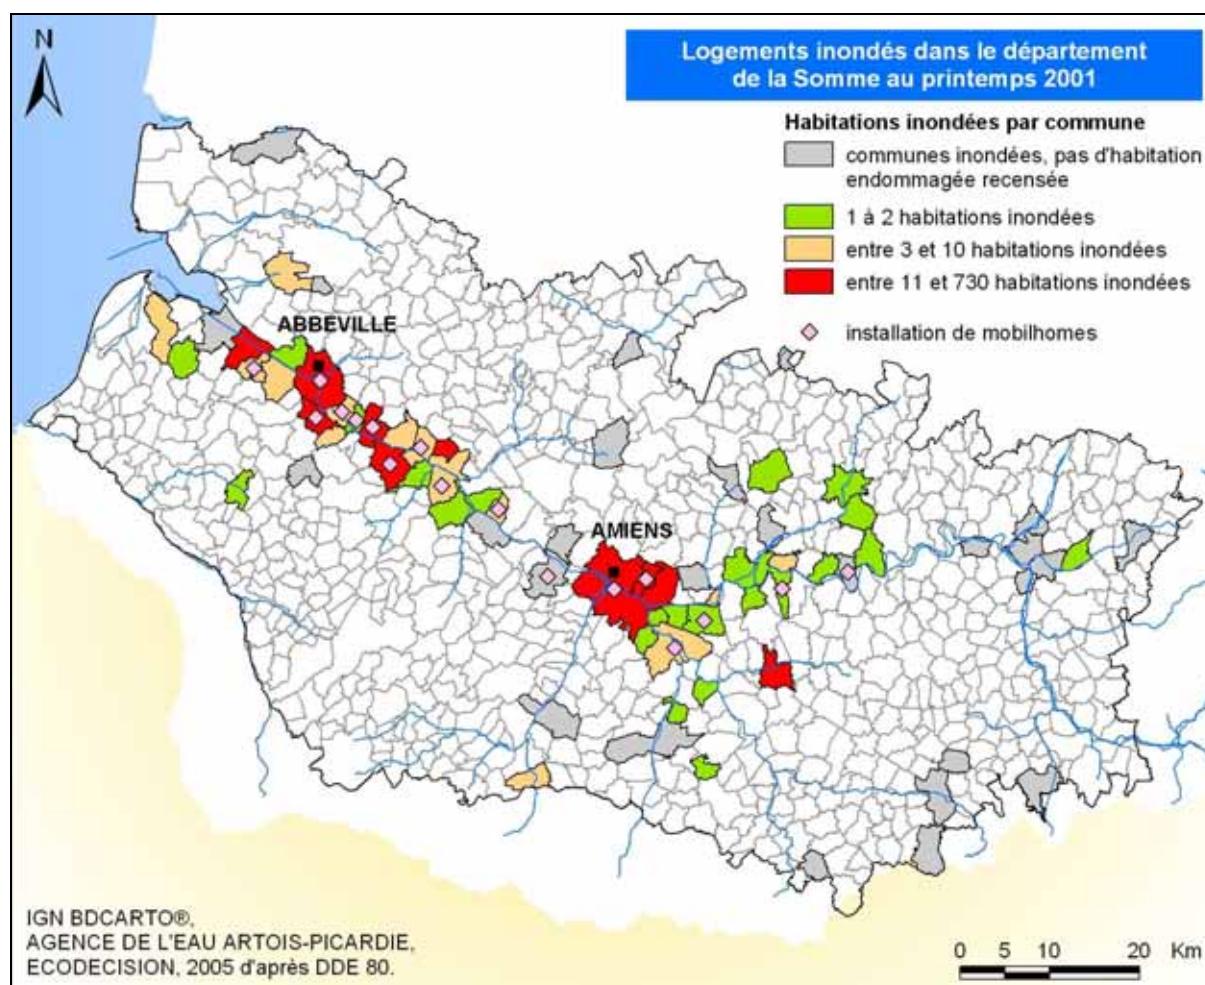 N
Logements inondés dans le département
de la Somme au printemps 2001
Habitations inondées par commune
communes inondées, pas d'habitation
endommagée recensée
1 à 2 habitations inondées
entre 3 et 10 habitations inondées
entre 11 et 730 habitations inondées
installation de mobilhomes
ABBEVILLE
AMIENS
IGN BDCARTO®,
AGENCE DE L'EAU ARTOIS-PICARDIE,
ECODECISION, 2005 d'après DDE 80.
0 5 10 20 Km